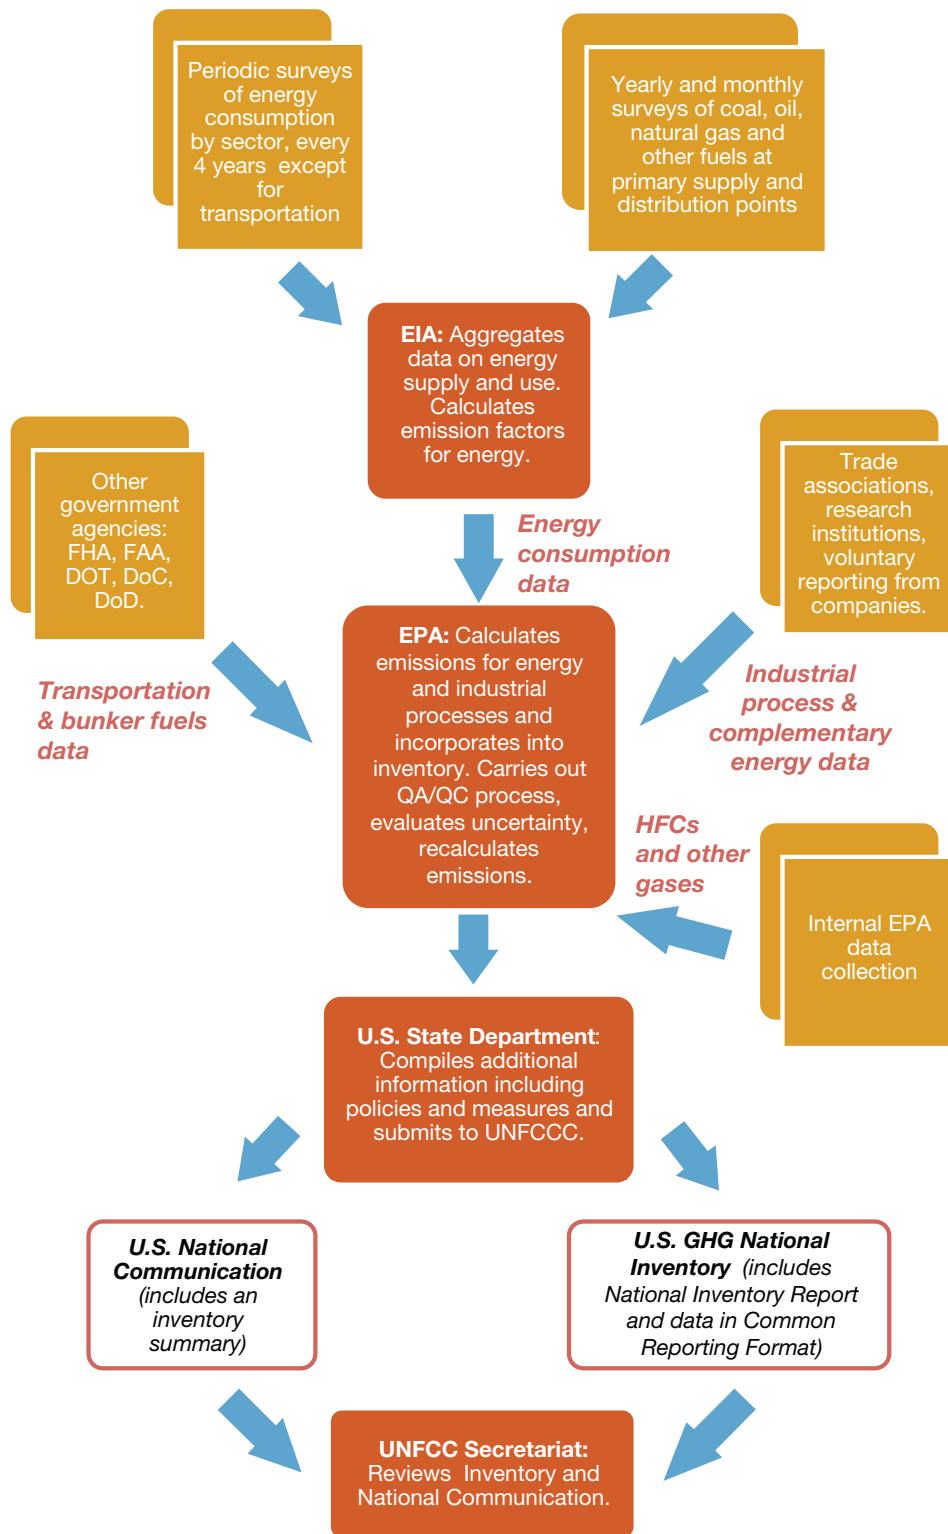 Periodic surveys
of energy
consumption
by sector, every
4 years except
for
transportation
Yearly and monthly
surveys of coal, oil,
natural gas and
other fuels at
primary supply and
distribution points
EIA: Aggregates
data on energy
supply and use.
Calculates
emission factors
for energy.
Other
government
agencies:
FHA, FAA,
DOT, DoC,
DoD.
Energy
consumption
data
Trade
associations,
research
institutions,
voluntary
reporting from
companies.
Transportation
& bunker fuels
data
EPA: Calculates
emissions for energy
and industrial
processes and
incorporates into
inventory. Carries out
QA/QC process,
evaluates uncertainty,
recalculates
emissions.
Industrial
process &
complementary
energy data
HFCs
and other
gases
Internal EPA
data
collection
U.S. State Department:
Compiles additional
information including
policies and measures and
submits to UNFCCC.
U.S. National
Communication
(includes an
inventory
summary)
U.S. GHG National
Inventory (includes
National Inventory Report
and data in Common
Reporting Format)
UNFCC Secretariat:
Reviews Inventory and
National Communication.